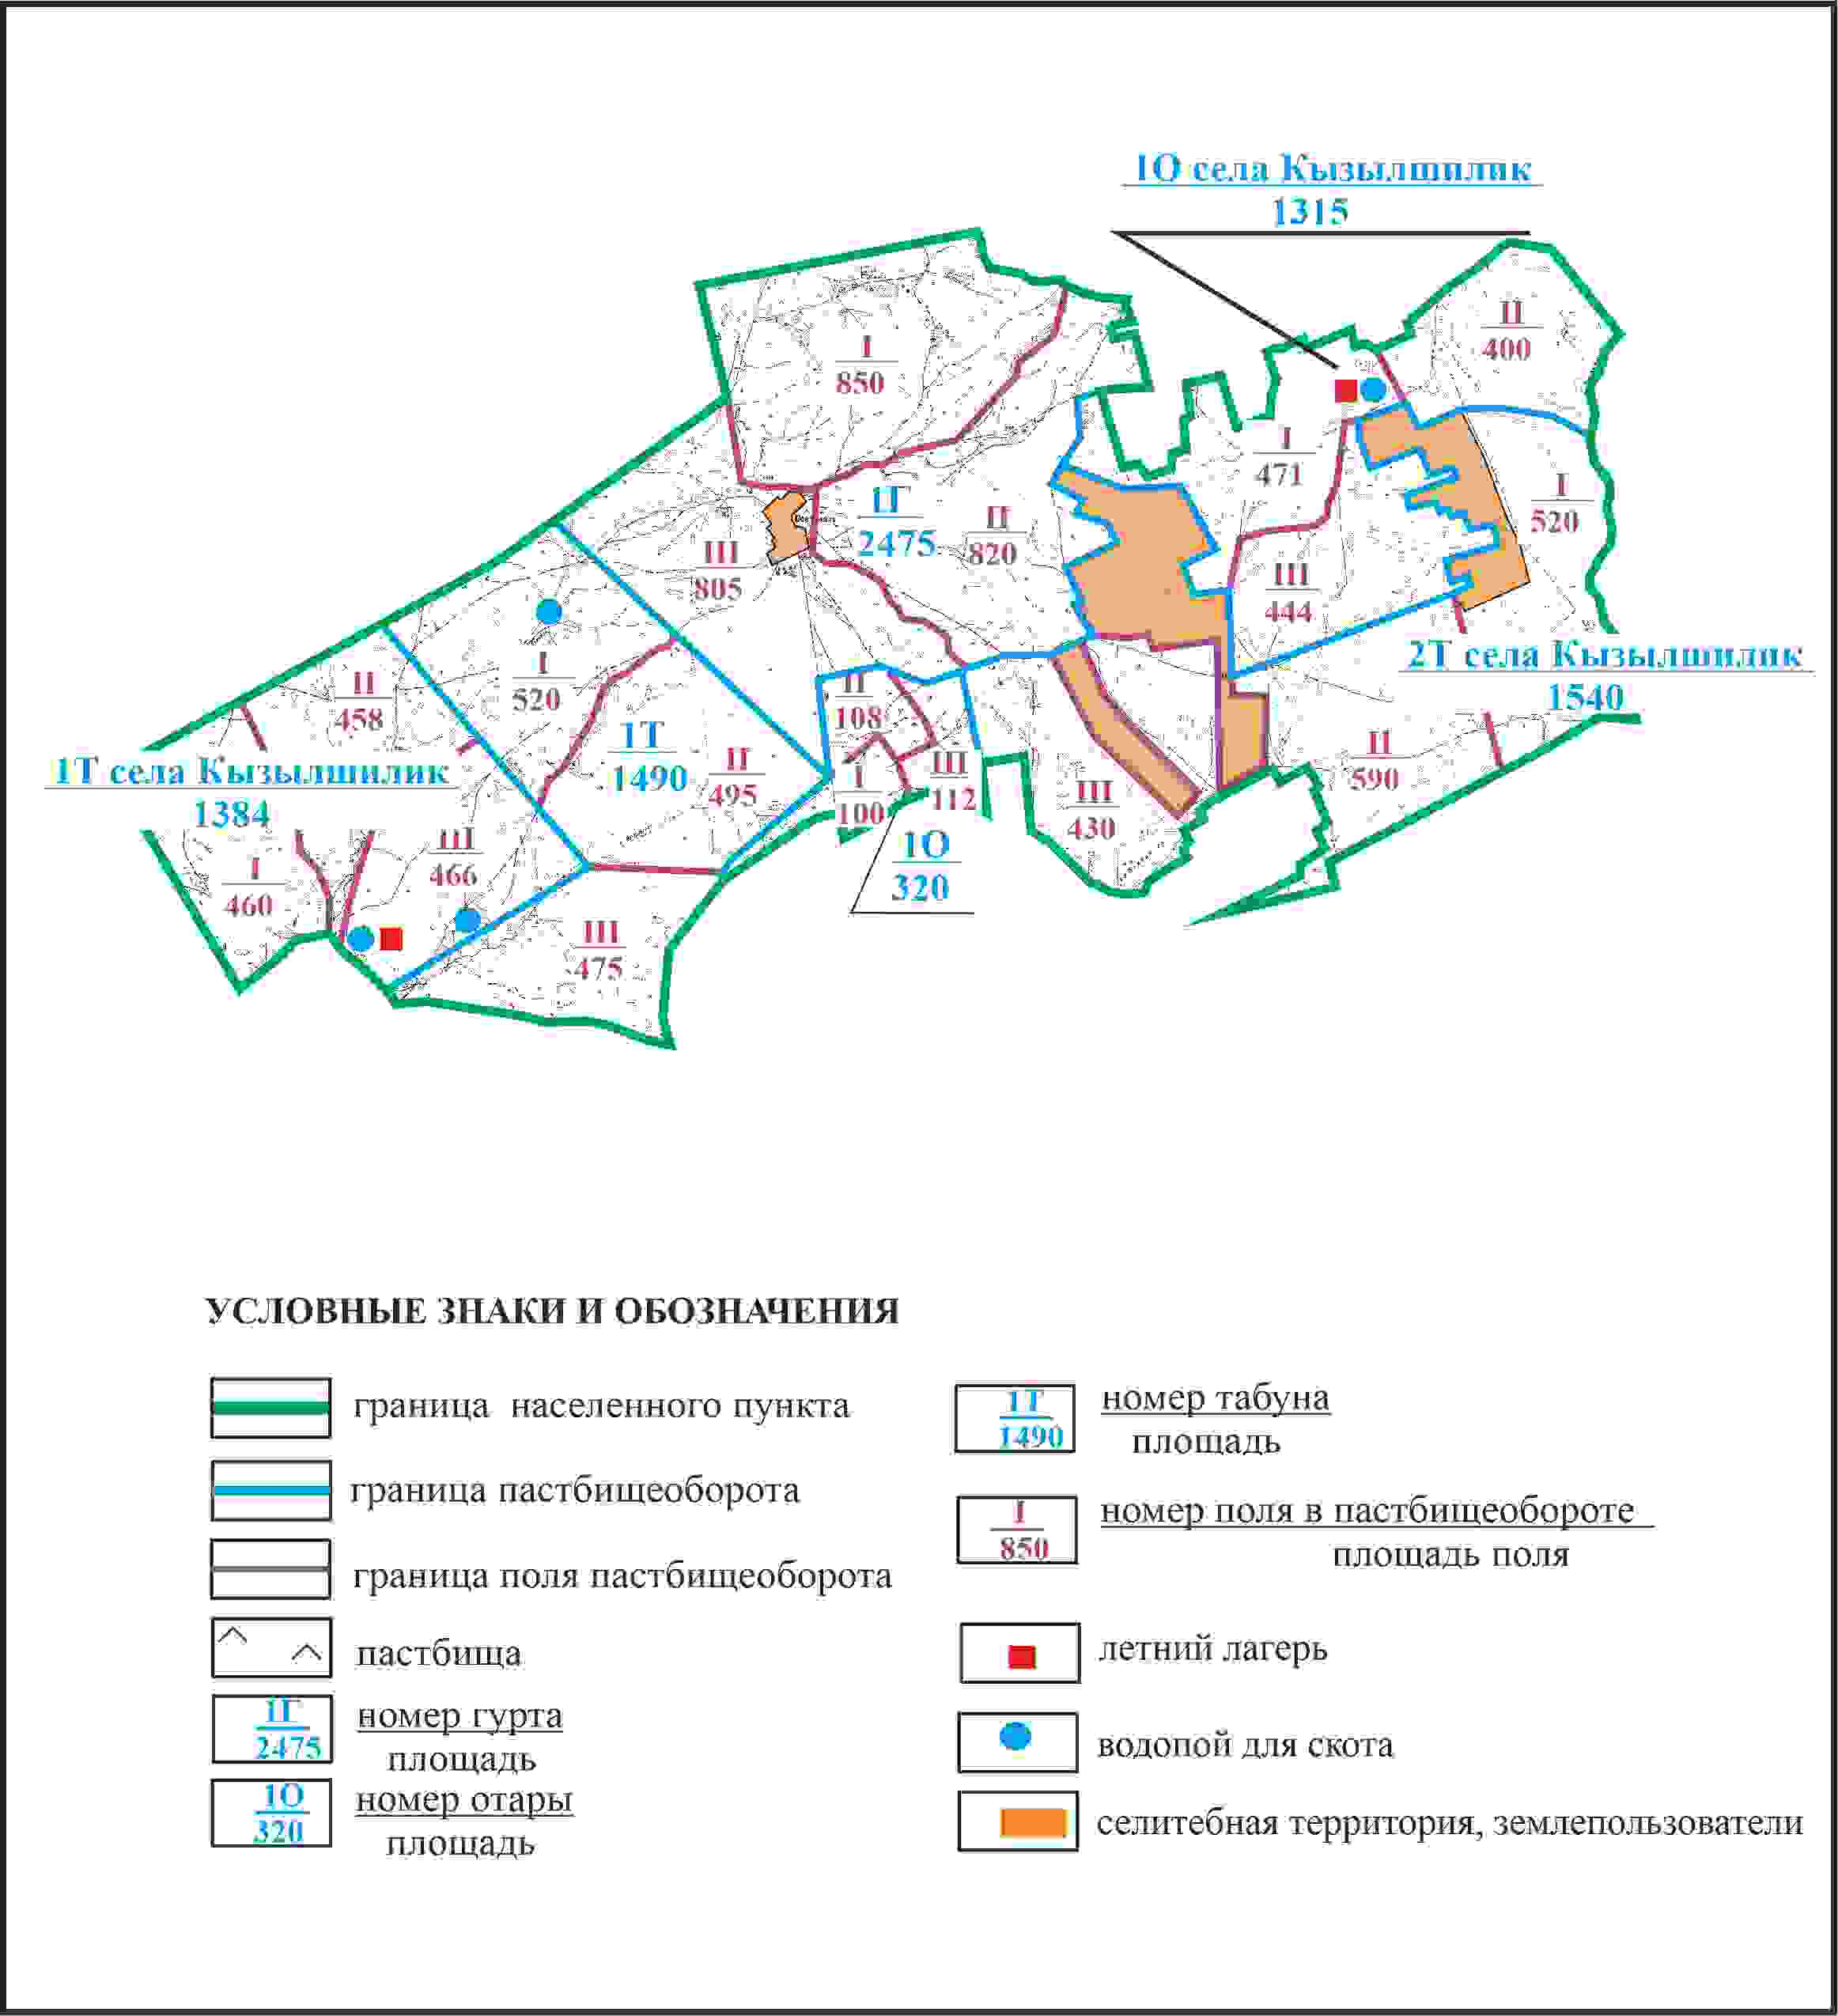 1О села Кызылшилик
1315
II
400
I
850
I
471
I
520
1Г
2475
II
820
III
805
III
444
2Т села Кызылшилик
1540
II
458
I
520
II
108
1Т
1490
II
495
I
100
III
112
III
430
II
590
1Т села Кызылшилик
1384
III
466
I
460
1О
320
III
475
УСЛОВНЫЕ ЗНАКИ И ОБОЗНАЧЕНИЯ
граница населенного пункта
граница пастбищеоборота
граница поля пастбищеоборота
пастбища
1Г
2475
номер гурта
площадь
1О
320
номер отары
площадь
1Т
1490
номер табуна
площадь
I
850
номер поля в пастбищеобороте
площадь поля
летний лагерь
водопой для скота
селитебная территория, землепользователи